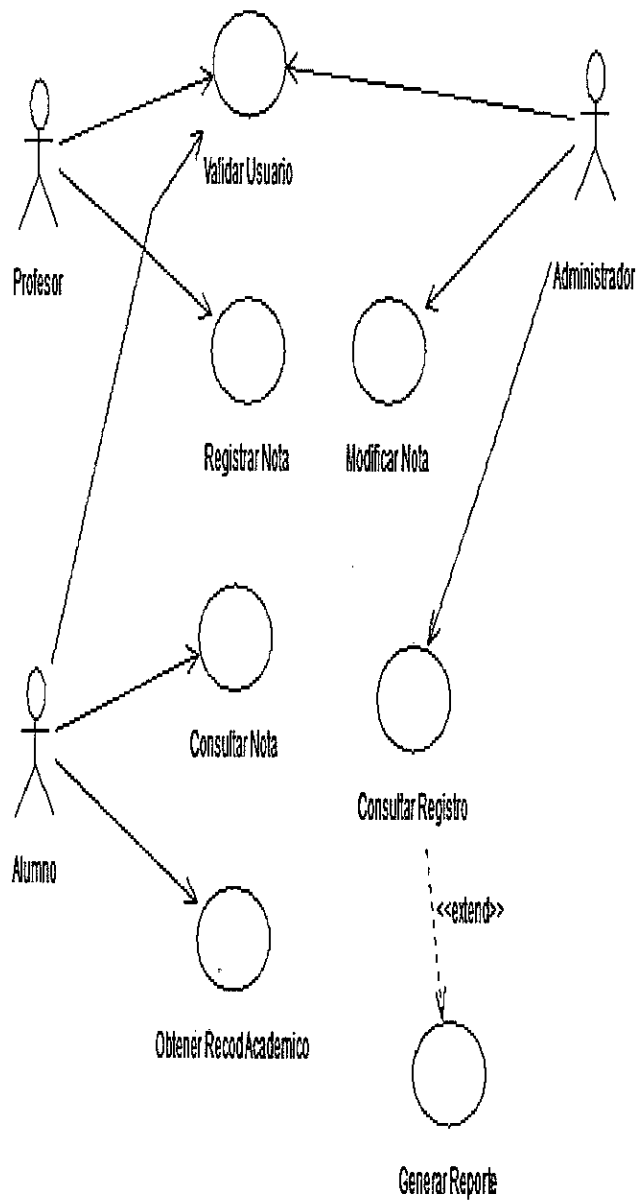 Validar Usuario
Profesor
Administrador
Registrar Nota
Modificar Nota
Consultar Nota
Consultar Registro
Alumno
<<extend>>
Obtener Recod Academico
Generar Reporte